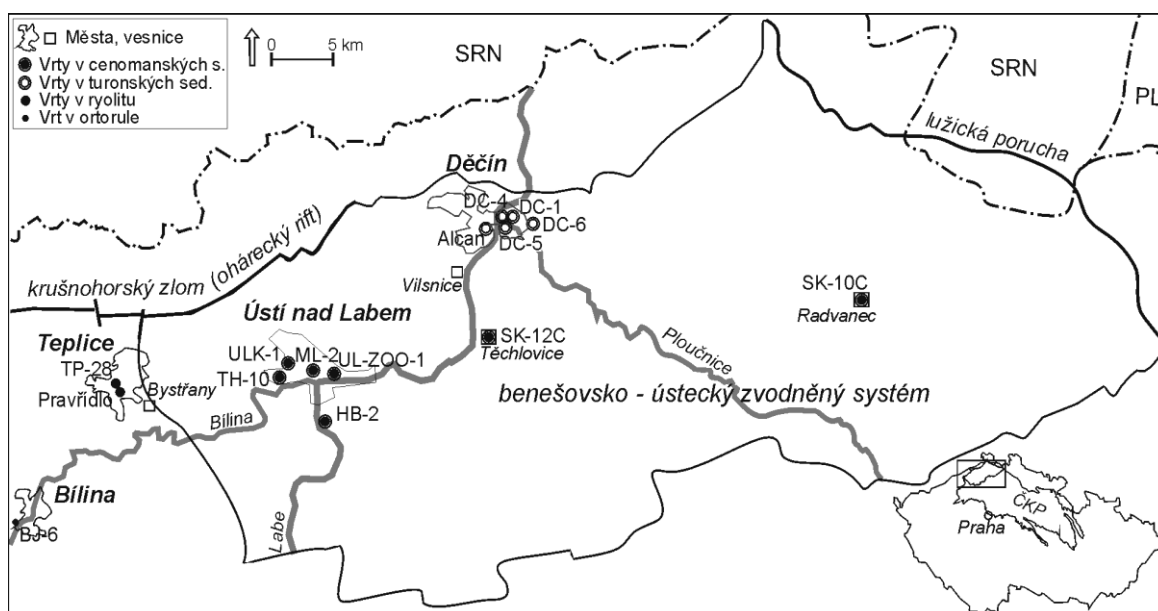 Města, vesnice
Vrty v cenomanských s.
Vrty v turonských sed.
Vrty v ryolitu
Vrt v ortorule
0 5 km
SRN
SRN
PL
lužická porucha
Děčín
DC-4
DC-1
DC-6
Alcan
DC-5
Vilsnice
krušnohorský zlom (ohárecký rift)
SK-10C
Radvanec
Ústí nad Labem
SK-12C
Těchlovice
Ploučnice
Teplice
ULK-1
ML-2
UL-ZOO-1
TH-10
TP-28
Bystřany
Pravřídlo
benešovsko - ústecký zvodněný systém
HB-2
Bílina
Bílina
BJ-6
Labe
ČKP
Praha